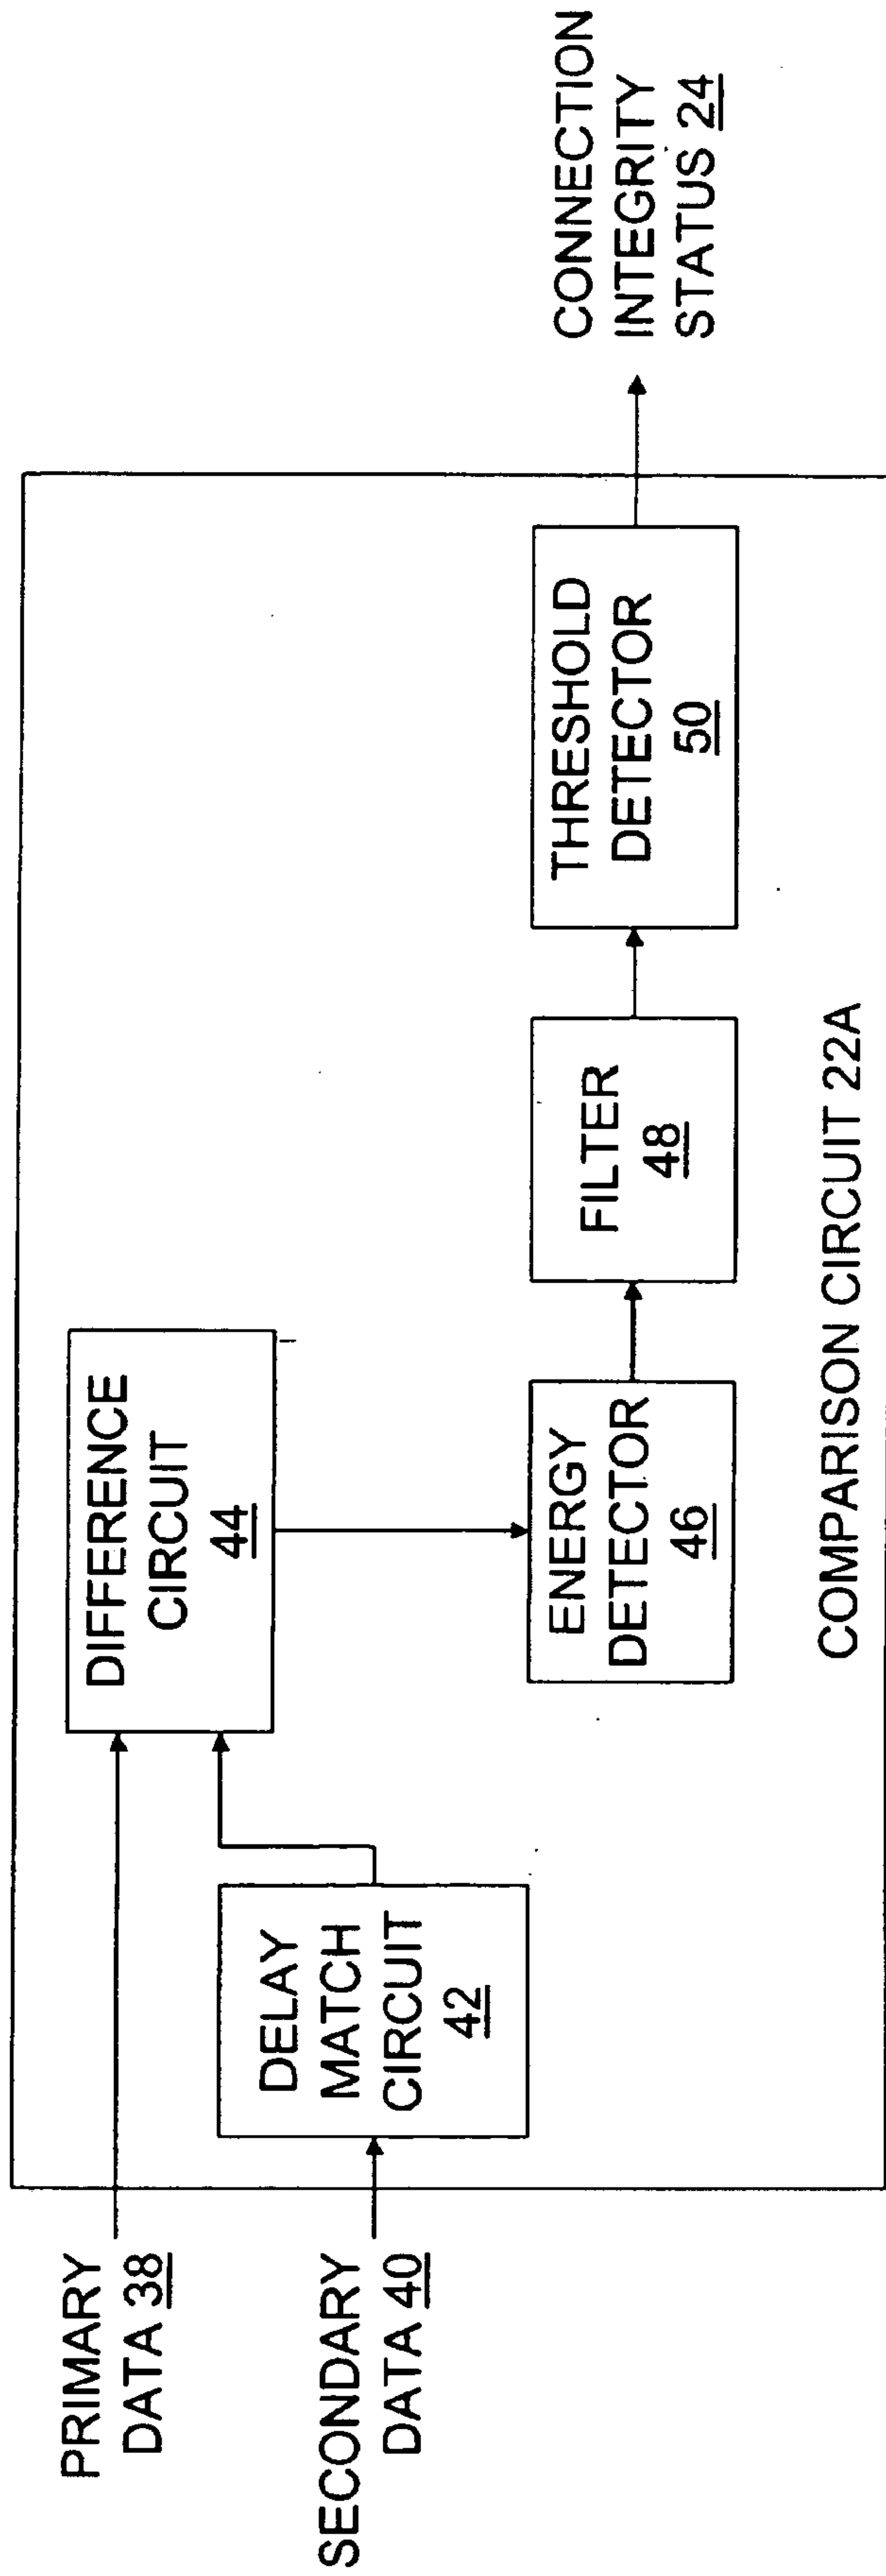 PRIMARY
DATA 38
SECONDARY
DATA 40
DELAY
MATCH
CIRCUIT
42
DIFFERENCE
CIRCUIT
44
ENERGY
DETECTOR
46
FILTER
48
THRESHOLD
DETECTOR
50
CONNECTION
INTEGRITY
STATUS 24
COMPARISON CIRCUIT 22A